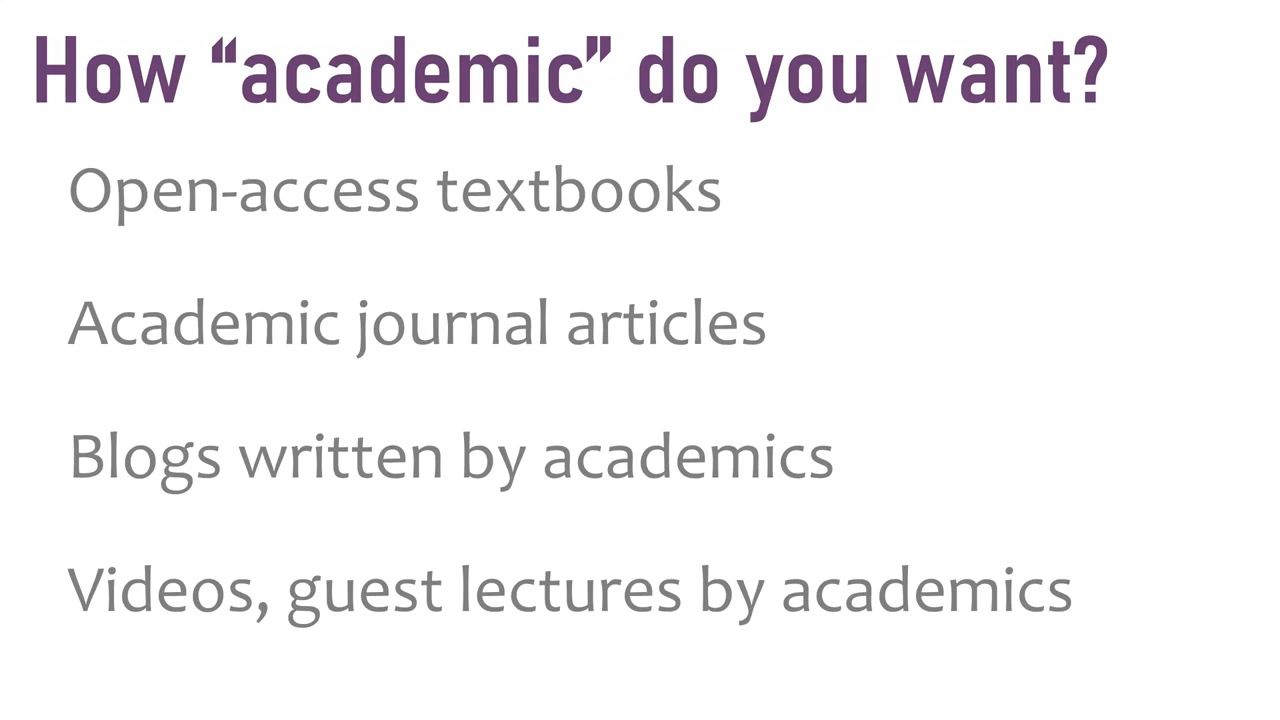 How “academic” do you want?
Open-access textbooks
Academic journal articles
Blogs written by academics
Videos, guest lectures by academics